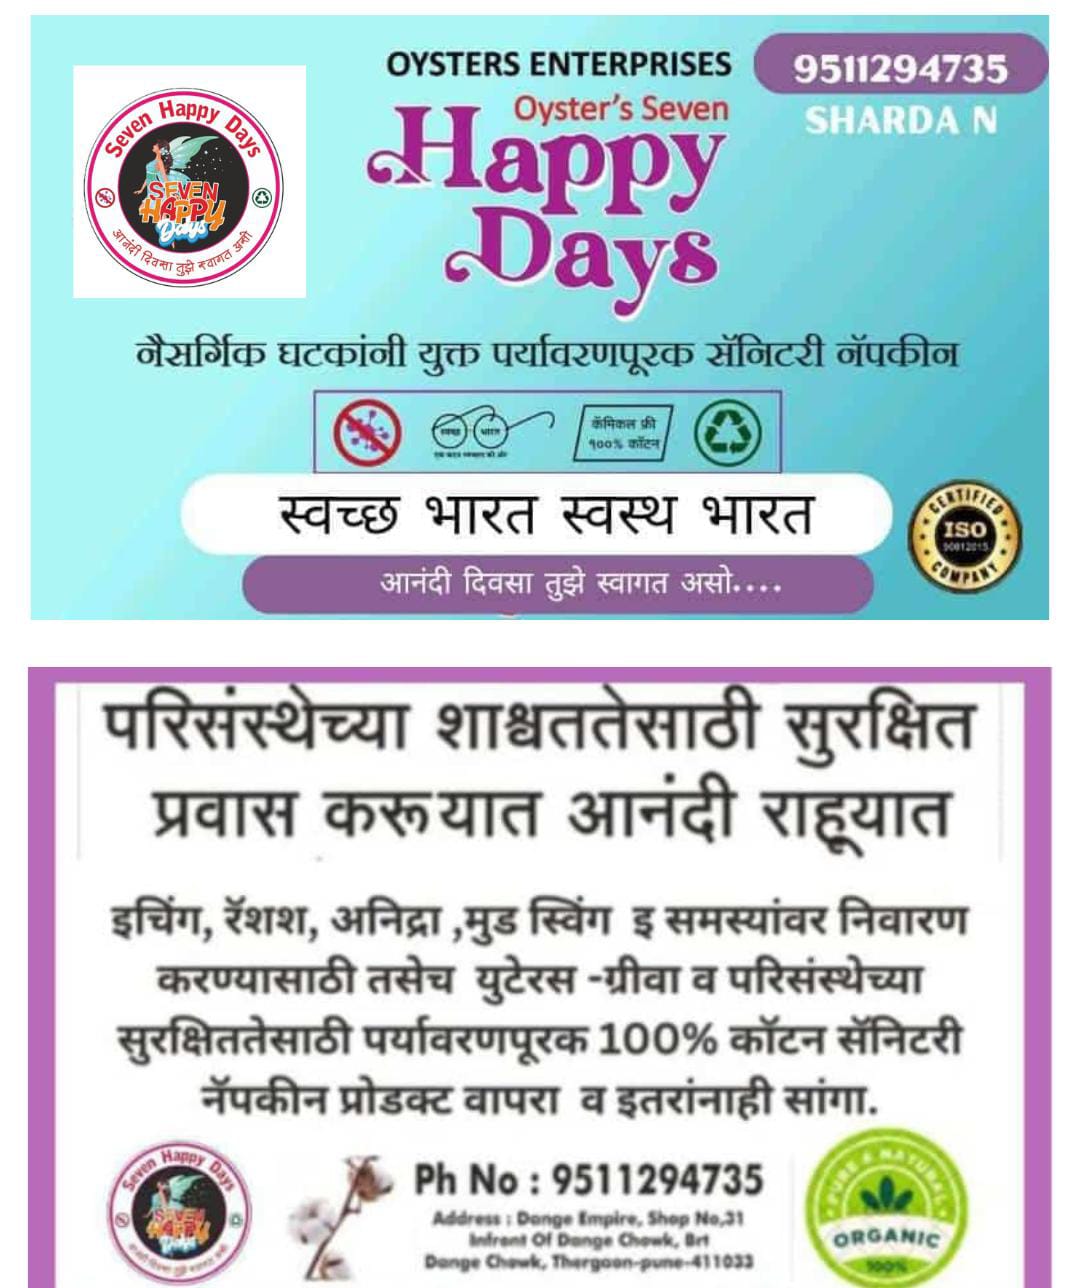 OYSTERS ENTERPRISES
9511294735
SHARDA N
Oyster's Seven
Happy
Days
Seven Happy Days
SEVEN
HAPPY
Days
आनंदी दिवसा तुझे स्वागत असो
नैसर्गिक घटकांनी युक्त पर्यावरणपूरक सॅनिटरी नॅपकीन
स्वच्छ भारत
कॅमिकल फ्री
१००% कॉटन
स्वच्छ भारत स्वस्थ भारत
CERTIFIED
ISO
COMPANY
आनंदी दिवसा तुझे स्वागत असो....
परिसंस्थेच्या शाश्वततेसाठी सुरक्षित
प्रवास करूयात आनंदी राहूयात
इचिंग, रॅशश, अनिद्रा ,मुड स्विंग इ समस्यांवर निवारण
करण्यासाठी तसेच युटेरस -ग्रीवा व परिसंस्थेच्या
सुरक्षिततेसाठी पर्यावरणपूरक 100% कॉटन सॅनिटरी
नॅपकीन प्रोडक्ट वापरा व इतरांनाही सांगा.
Seven Happy Days
SEVEN
HAPPY
Days
Ph No : 9511294735
Address : Dange Empire, Shop No,31
Infront Of Dange Chowk, Brt
Dange Chowk, Thergaon-pune-411033
PURE & NATURAL
ORGANIC
100%